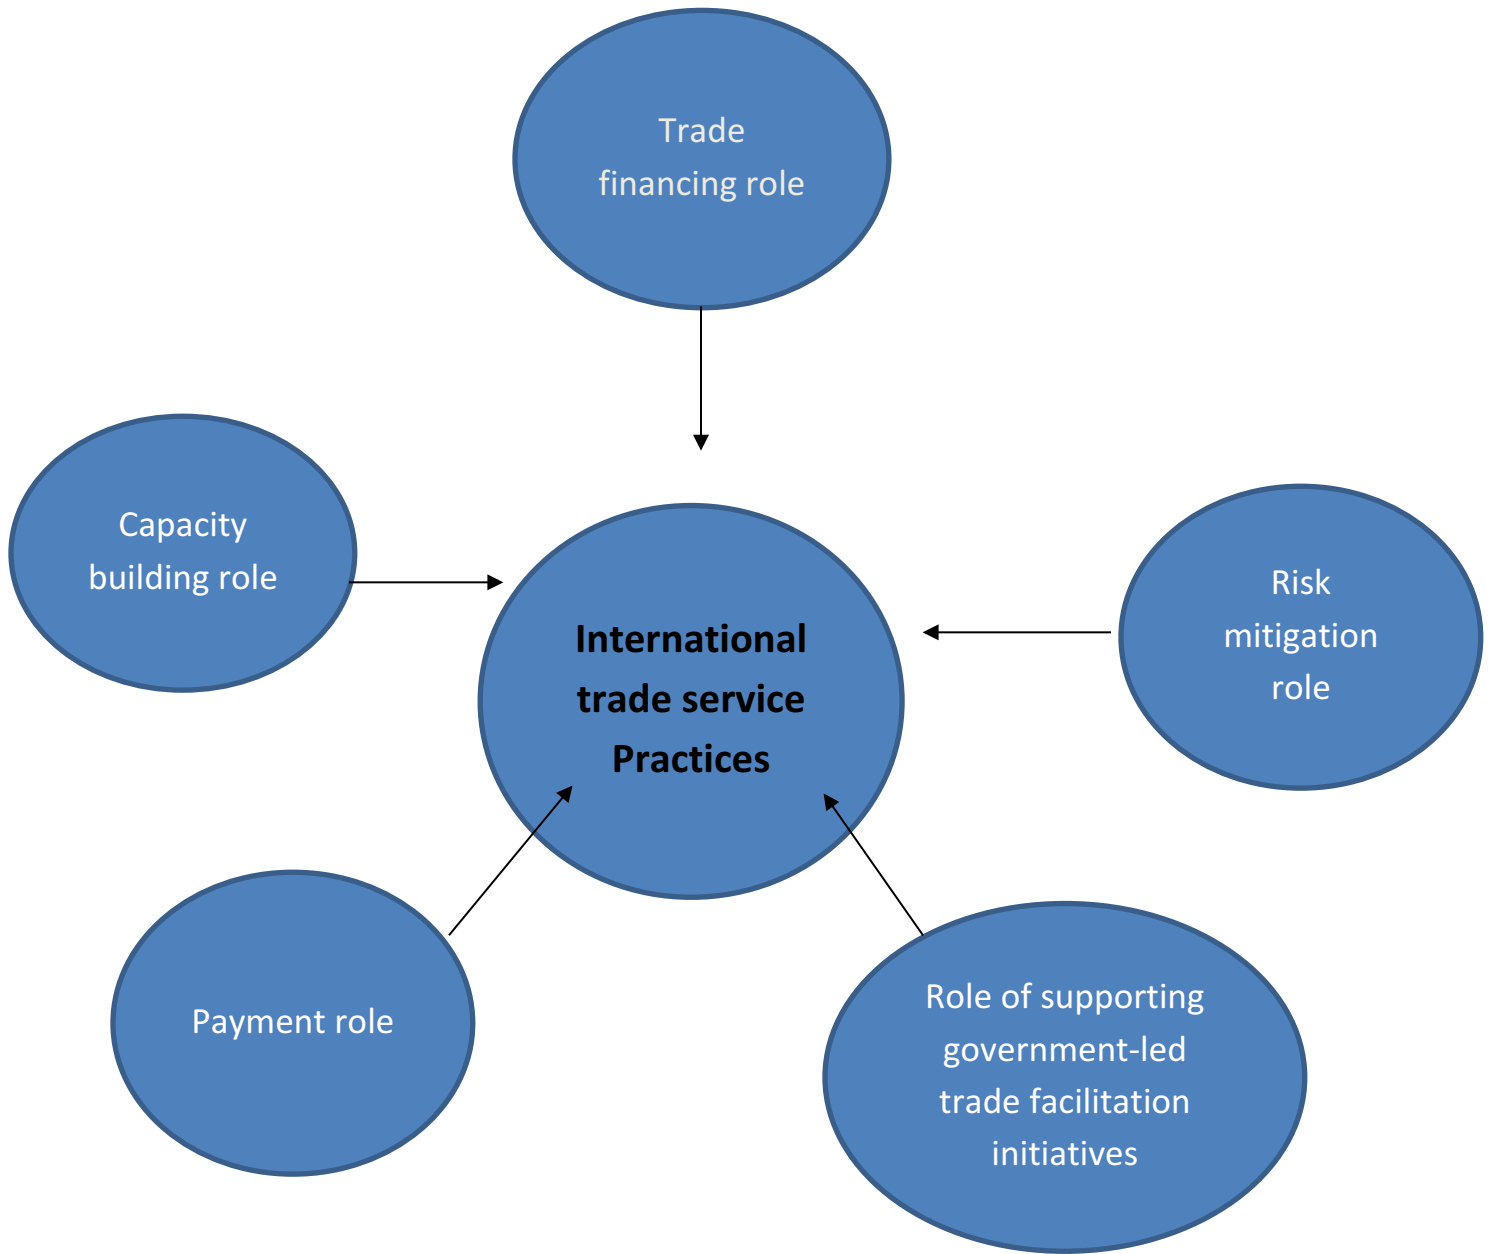 Trade
financing role
Capacity
building role
International
trade service
Practices
Risk
mitigation
role
Payment role
Role of supporting
government-led
trade facilitation
initiatives